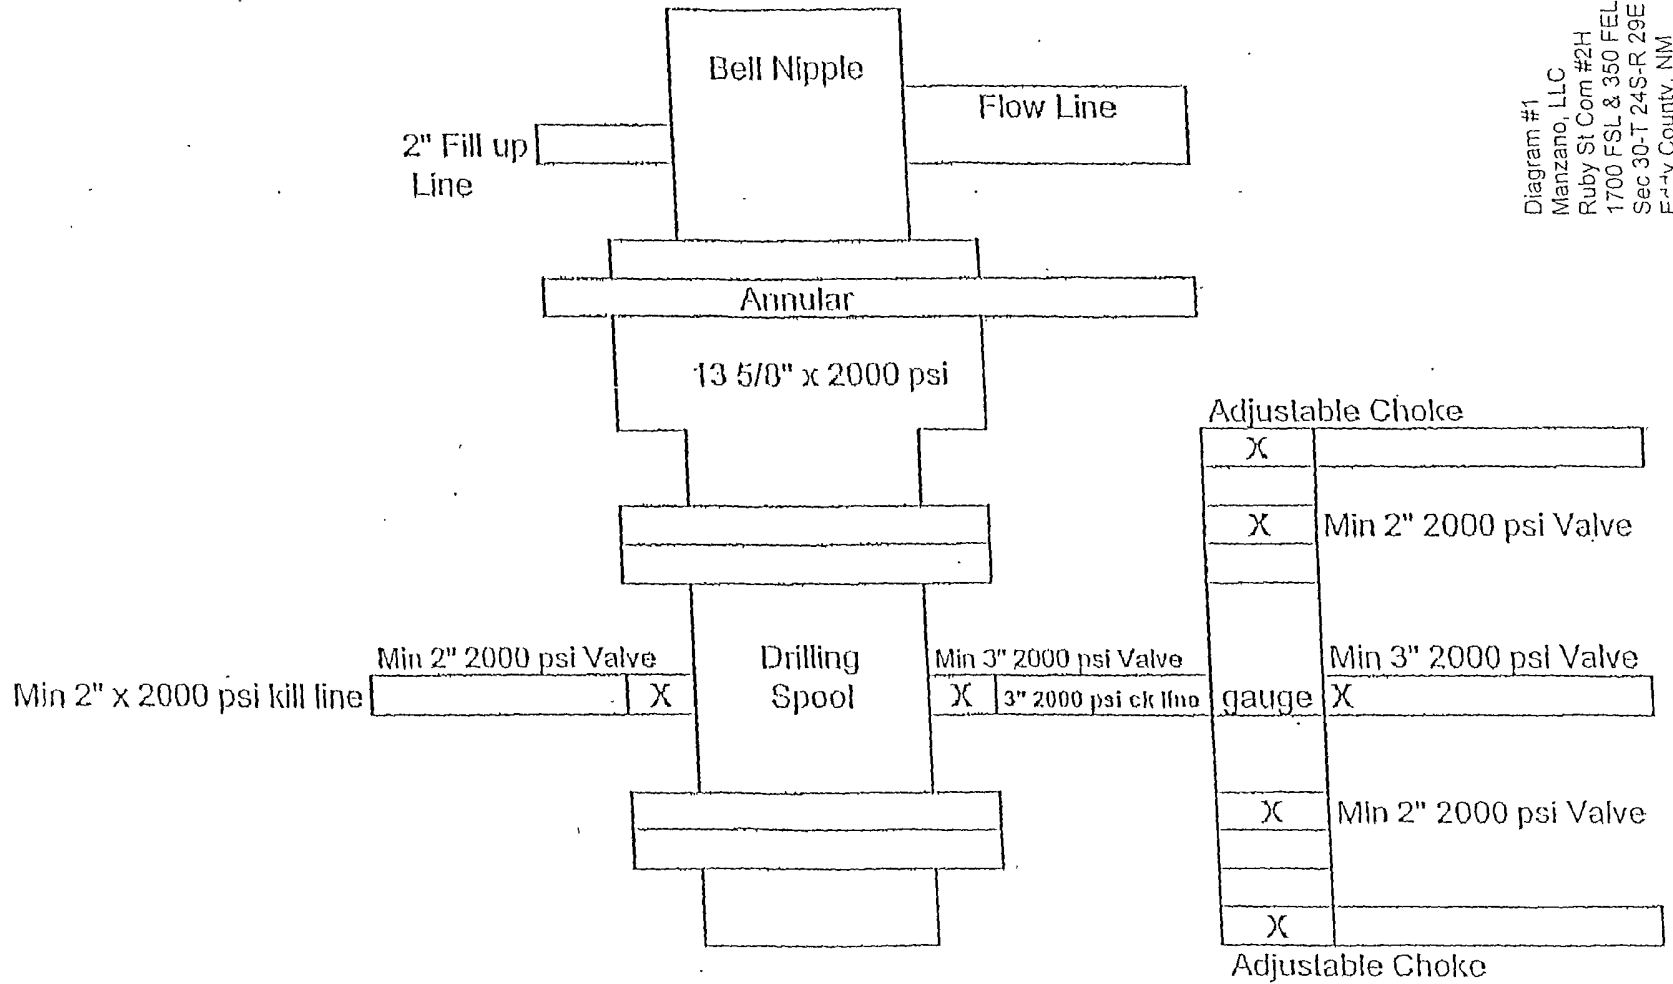 Diagram #1
Manzano, LLC
Ruby St Com #2H
1700 FSL & 350 FEL
Sec 30-T 24S-R 29E
Eddy County, NM
Bell Nipple
Flow Line
2" Fill up
Line
Annular
13 5/8" x 2000 psi
Adjustable Choke
X
X Min 2" 2000 psi Valve
Min 2" 2000 psi Valve
Drilling
Spool
Min 3" 2000 psi Valve
Min 3" 2000 psi Valve
Min 2" x 2000 psi kill line
X
X
3" 2000 psi ck line
gauge
X
X Min 2" 2000 psi Valve
X
Adjustable Choke